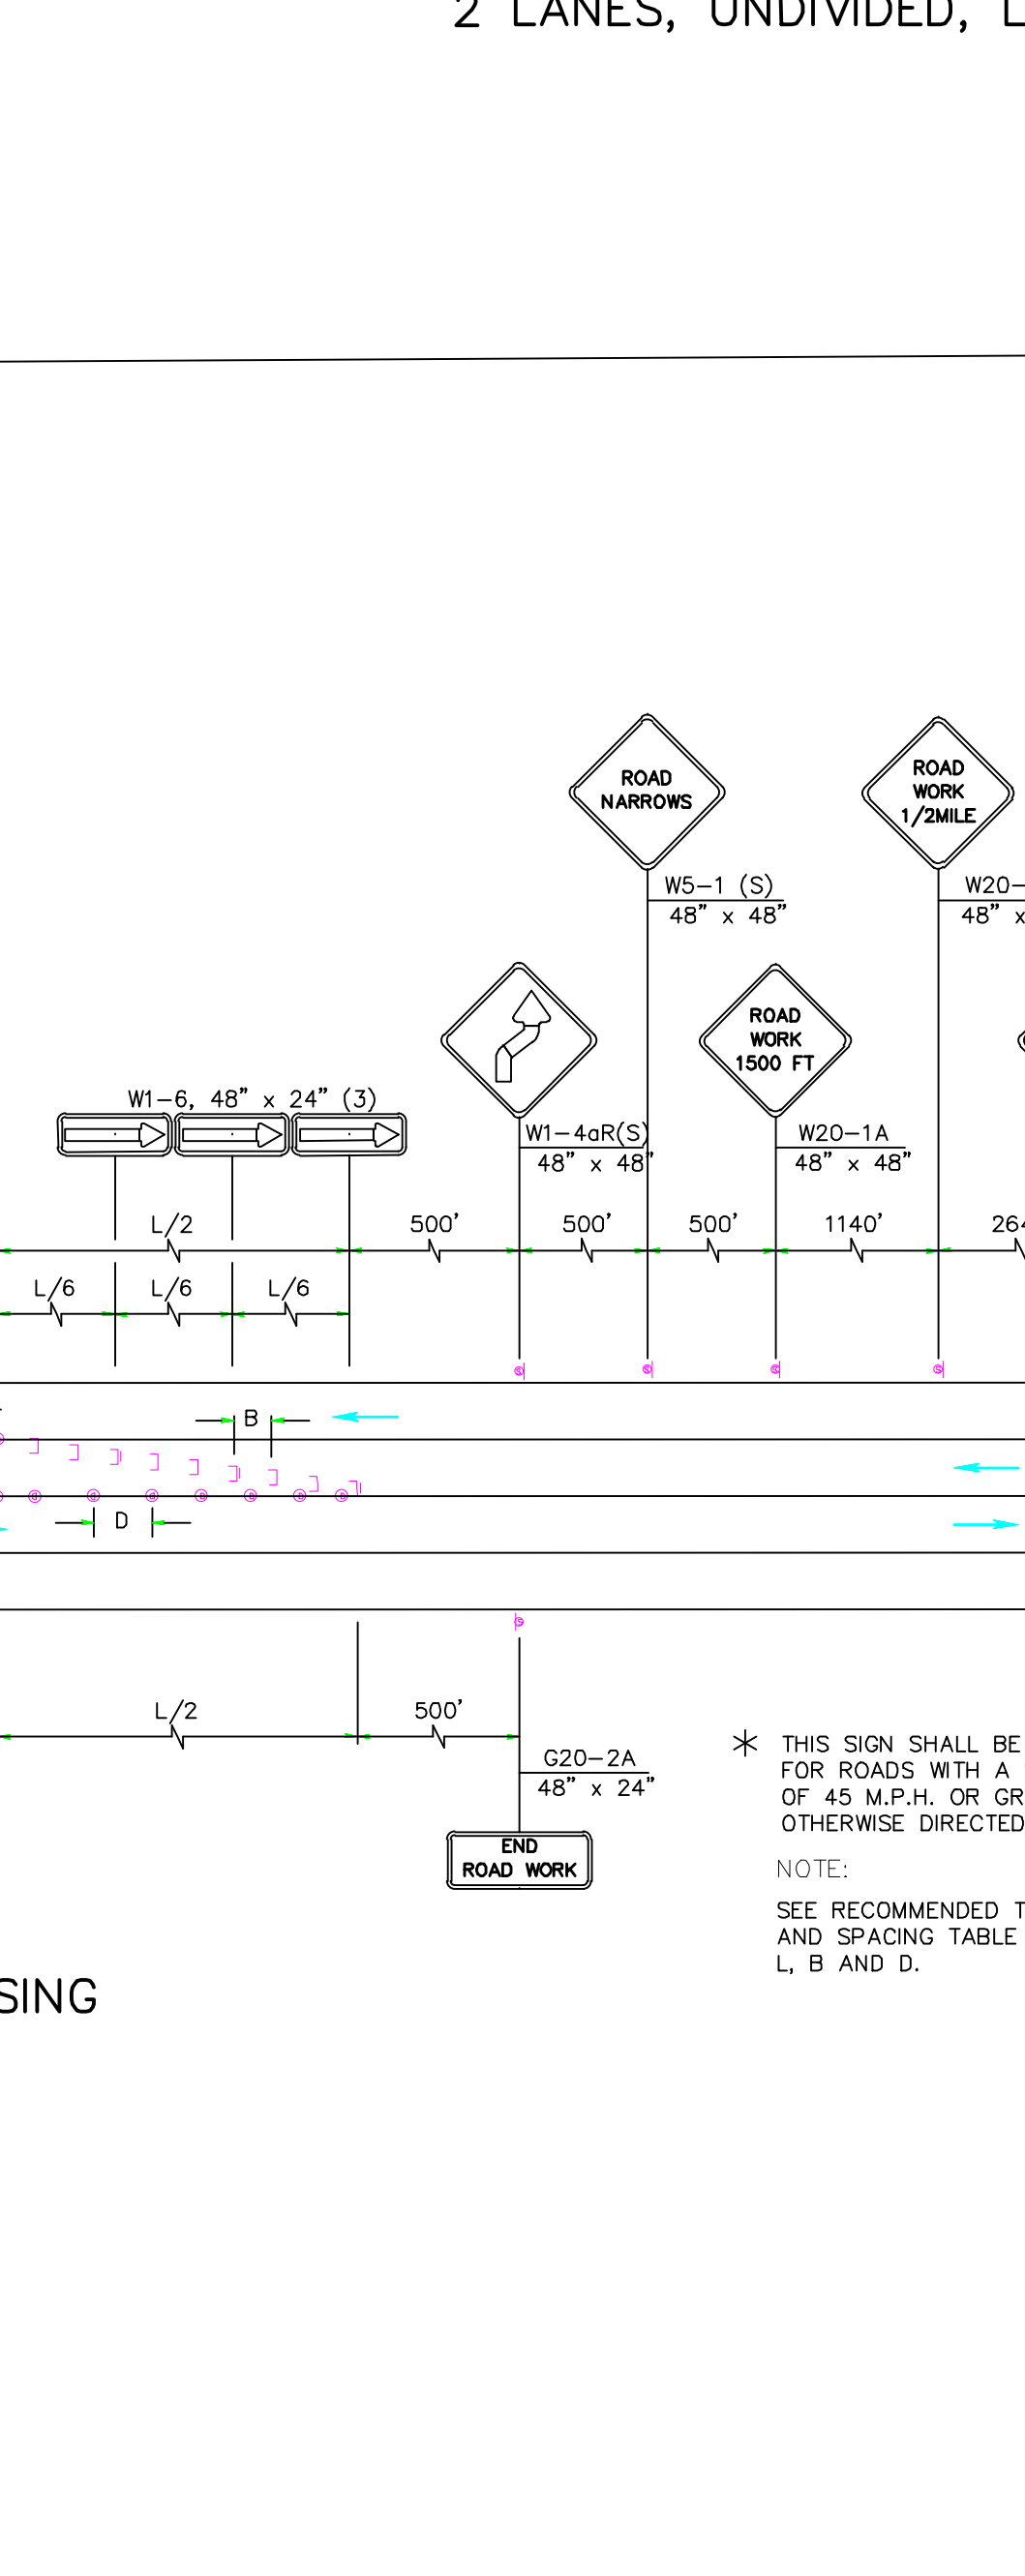 2 LANES, UNDIVIDED,
ROAD
NARROWS
ROAD
WORK
1/2MILE
W5-1 (S)
48" x 48"
W20-
48" x
ROAD
WORK
1500 FT
W1-6, 48" x 24" (3)
W1-4aR(S)
48" x 48"
W20-1A
48" x 48"
L/2
500'
500'
500'
1140'
264
L/6
L/6
L/6
B
D
L/2
500'
G20-2A
48" x 24"
END
ROAD WORK
* THIS SIGN SHALL BE
FOR ROADS WITH A
OF 45 M.P.H. OR GR
OTHERWISE DIRECTED
NOTE:
SEE RECOMMENDED T
AND SPACING TABLE
L, B AND D.
SING